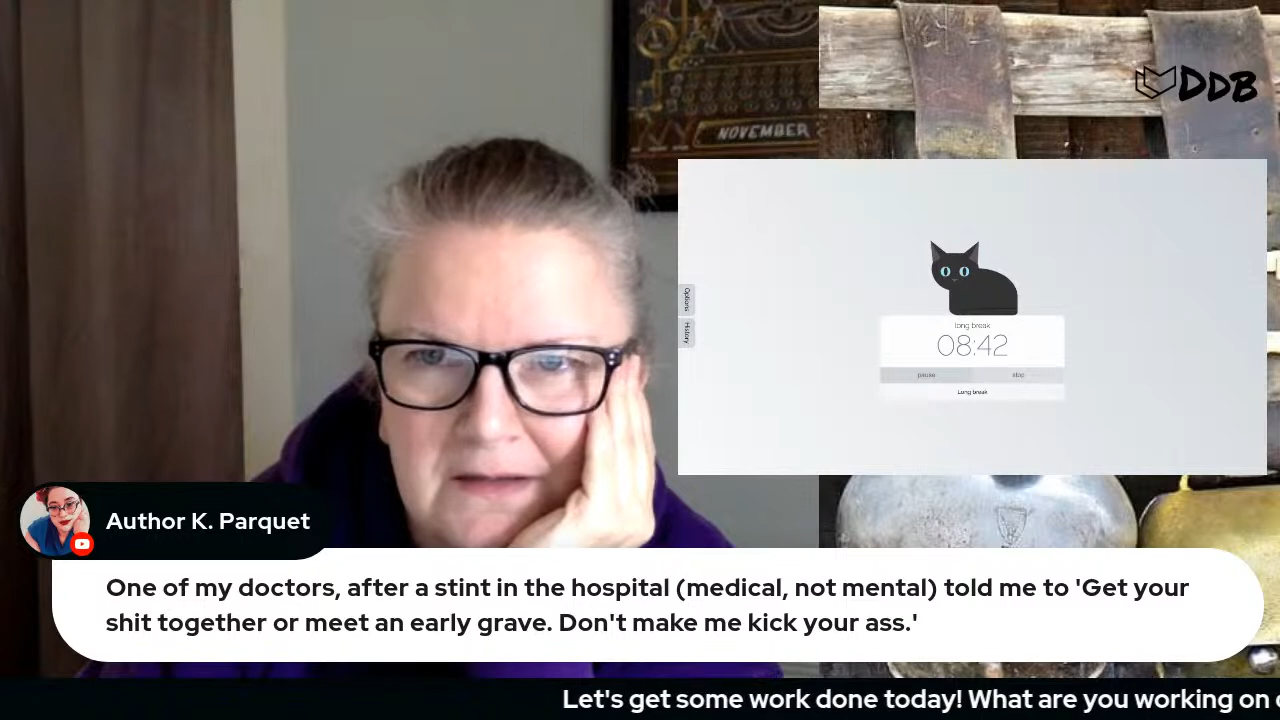 NOVEMBER
DDB
Options
History
long break
08:42
pause
stop
Long break
Author K. Parquet
One of my doctors, after a stint in the hospital (medical, not mental) told me to 'Get your
shit together or meet an early grave. Don't make me kick your ass.'
Let's get some work done today! What are you working on